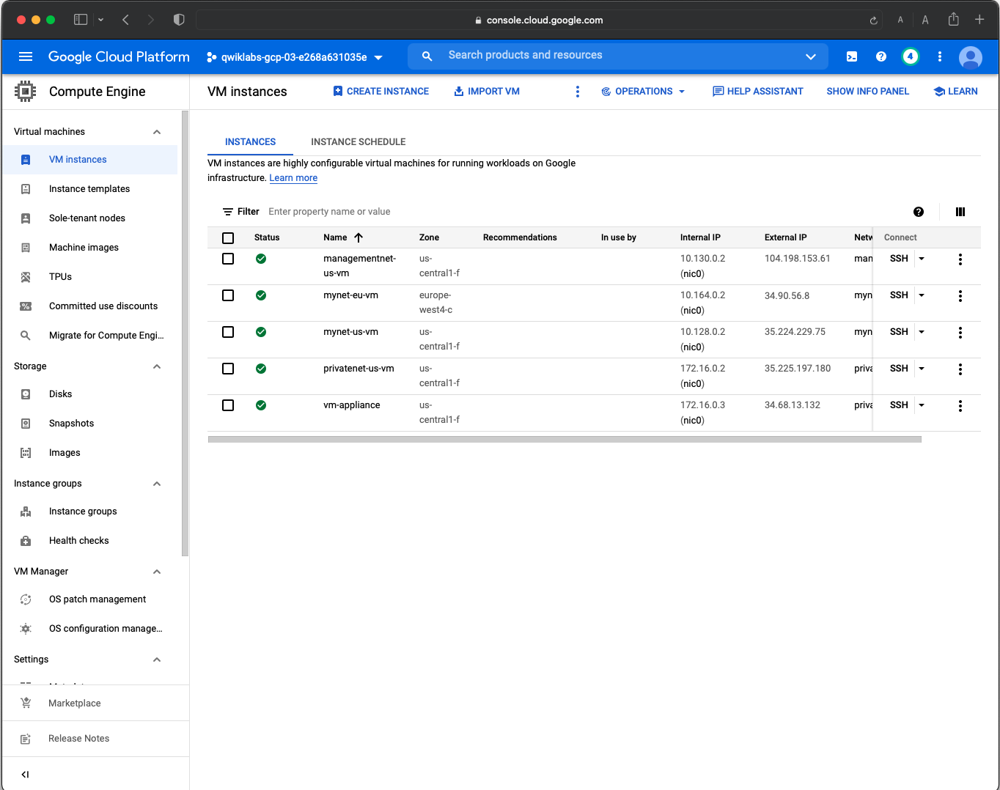 console.cloud.google.com
A A
Google Cloud Platform
qwiklabs-gcp-03-e268a631035e
Search products and resources
4
Compute Engine
VM instances
CREATE INSTANCE
IMPORT VM
OPERATIONS
HELP ASSISTANT
SHOW INFO PANEL
LEARN
Virtual machines
VM instances
Instance templates
Sole-tenant nodes
Machine images
TPUs
Committed use discounts
Migrate for Compute Engi...
Storage
Disks
Snapshots
Images
Instance groups
Instance groups
Health checks
VM Manager
OS patch management
OS configuration manage...
Settings
Marketplace
Release Notes
INSTANCES
INSTANCE SCHEDULE
VM instances are highly configurable virtual machines for running workloads on Google
infrastructure. Learn more
Filter Enter property name or value
Status Name Zone Recommendations In use by Internal IP External IP Netw Connect
managementnet- us- 10.130.0.2 104.198.153.61 man SSH
us-vm central1-f (nic0)
mynet-eu-vm europe- 10.164.0.2 34.90.56.8 myn SSH
west4-c (nic0)
mynet-us-vm us- 10.128.0.2 35.224.229.75 myn SSH
central1-f (nic0)
privatenet-us-vm us- 172.16.0.2 35.225.197.180 priva SSH
central1-f (nic0)
vm-appliance us- 172.16.0.3 34.68.13.132 priva SSH
central1-f (nic0)